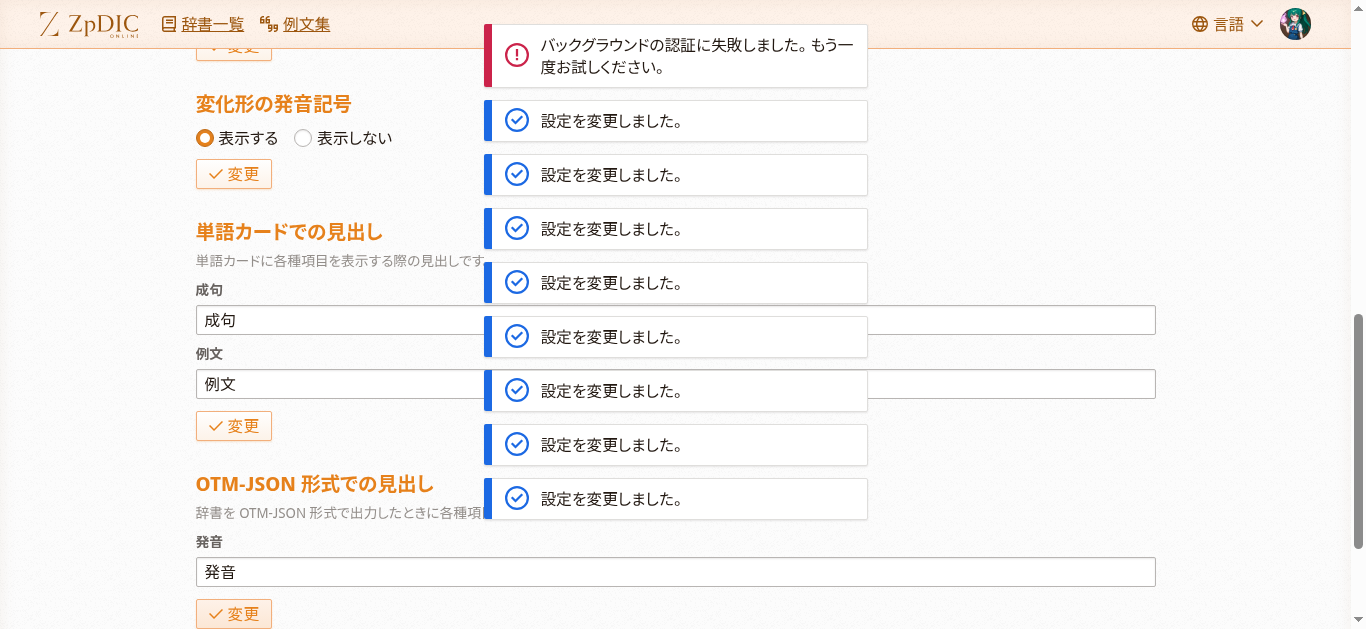 ZpDIC ONLINE 辞書一覧 例文集 言語
バックグラウンドの認証に失敗しました。もう一
度お試しください。
設定を変更しました。
設定を変更しました。
設定を変更しました。
設定を変更しました。
設定を変更しました。
設定を変更しました。
設定を変更しました。
設定を変更しました。
変更
変化形の発音記号
表示する 表示しない
変更
単語カードでの見出し
単語カードに各種項目を表示する際の見出しです
成句
成句
例文
例文
変更
OTM-JSON 形式での見出し
辞書を OTM-JSON 形式で出力したときに各種項
発音
発音
変更